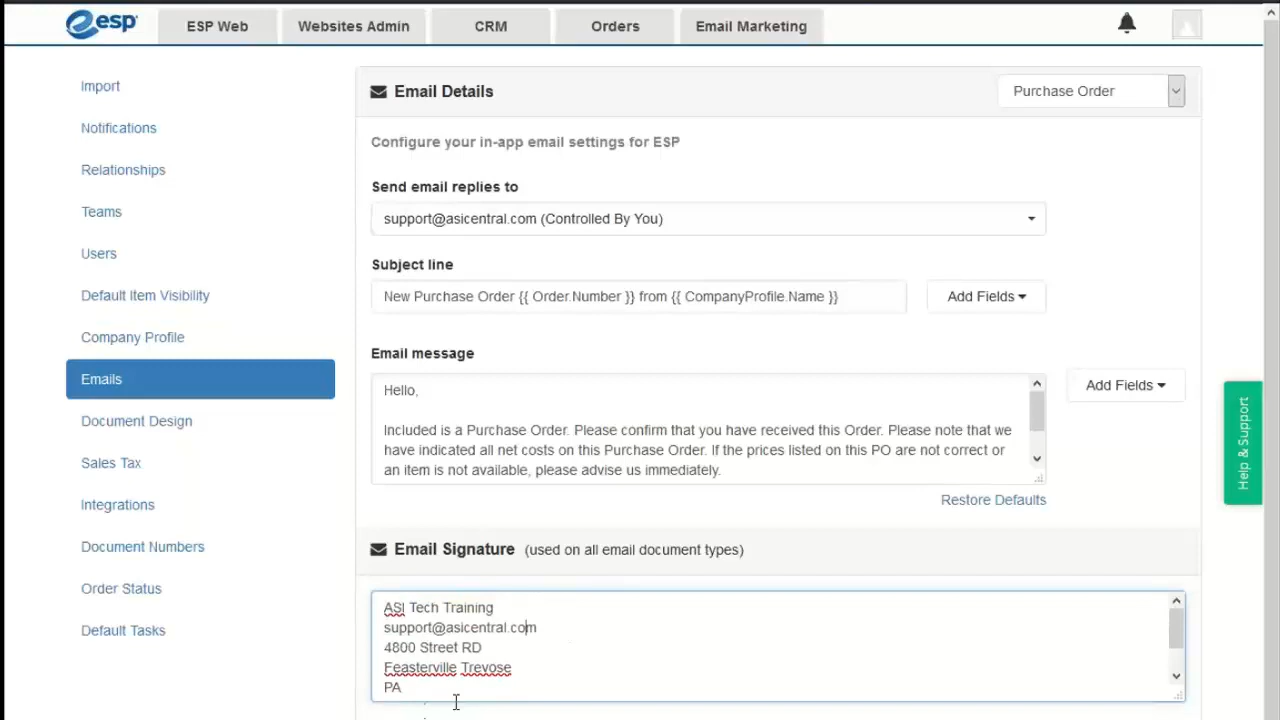 esp
ESP Web
Websites Admin
CRM
Orders
Email Marketing
Import
Notifications
Relationships
Teams
Users
Default Item Visibility
Company Profile
Emails
Document Design
Sales Tax
Integrations
Document Numbers
Order Status
Default Tasks
Email Details
Purchase Order
Configure your in-app email settings for ESP
Send email replies to
support@asicentral.com (Controlled By You)
Subject line
New Purchase Order {{ Order.Number }} from {{ CompanyProfile.Name }}
Add Fields
Email message
Hello,
Included is a Purchase Order. Please confirm that you have received this Order. Please note that we
have indicated all net costs on this Purchase Order. If the prices listed on this PO are not correct or
an item is not available, please advise us immediately.
Add Fields
Restore Defaults
Email Signature (used on all email document types)
ASI Tech Training
support@asicentral.com
4800 Street RD
Feasterville Trevose
PA
Help & Support